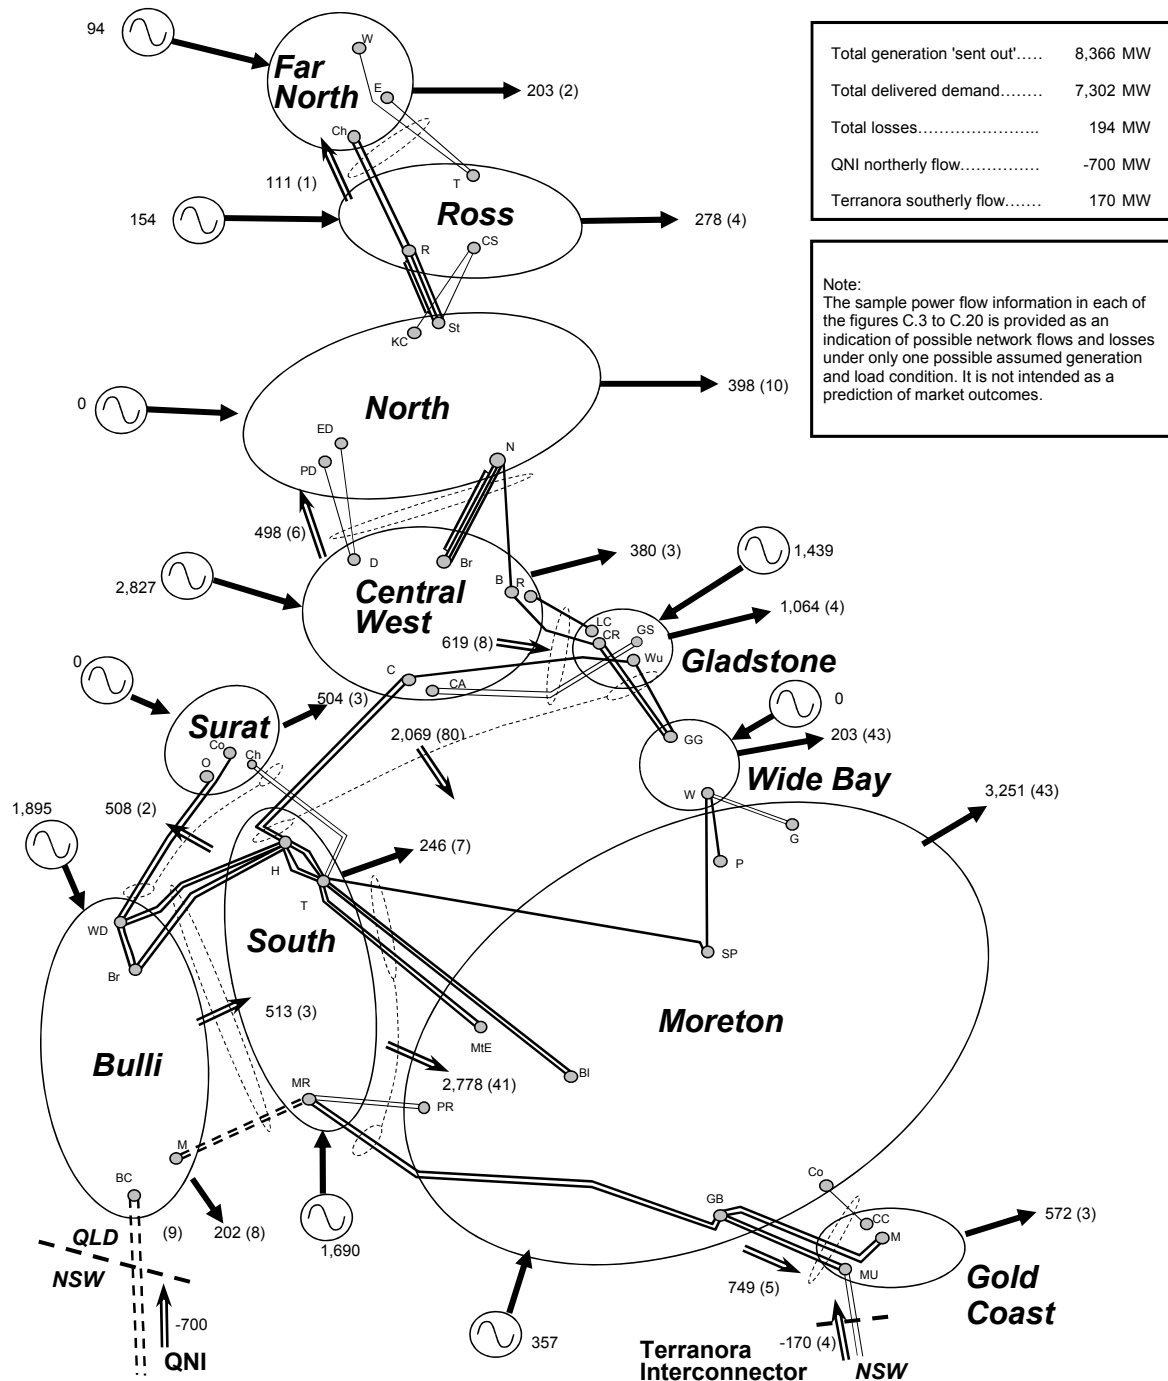 94
W
Far
North
E
203 (2)
Ch
111 (1)
T
154
Ross
278 (4)
CS
R
St
KC
0
North
398 (10)
ED
N
PD
498 (6)
D
Br
380 (3)
1,439
2,827
Central
West
B
R
1,064 (4)
LC
GS
CR
619 (8)
Wu
Gladstone
0
C
CA
504 (3)
Surat
0
2,069 (80)
GG
203 (43)
Co
Ch
O
Wide Bay
W
3,251 (43)
1,895
508 (2)
G
246 (7)
P
H
T
WD
South
SP
Br
513 (3)
Moreton
MtE
Bulli
2,778 (41)
BI
MR
PR
M
BC
Co
GB
CC
572 (3)
QLD
(9)
202 (8)
M
1,690
NSW
MU
Gold
Coast
749 (5)
-700
357
-170 (4)
QNI
Terranora
Interconnector
NSW
Total generation 'sent out'..... 8,366 MW
Total delivered demand........ 7,302 MW
Total losses...................... 194 MW
QNI northerly flow............... -700 MW
Terranora southerly flow....... 170 MW
Note:
The sample power flow information in each of
the figures C.3 to C.20 is provided as an
indication of possible network flows and losses
under only one possible assumed generation
and load condition. It is not intended as a
prediction of market outcomes.